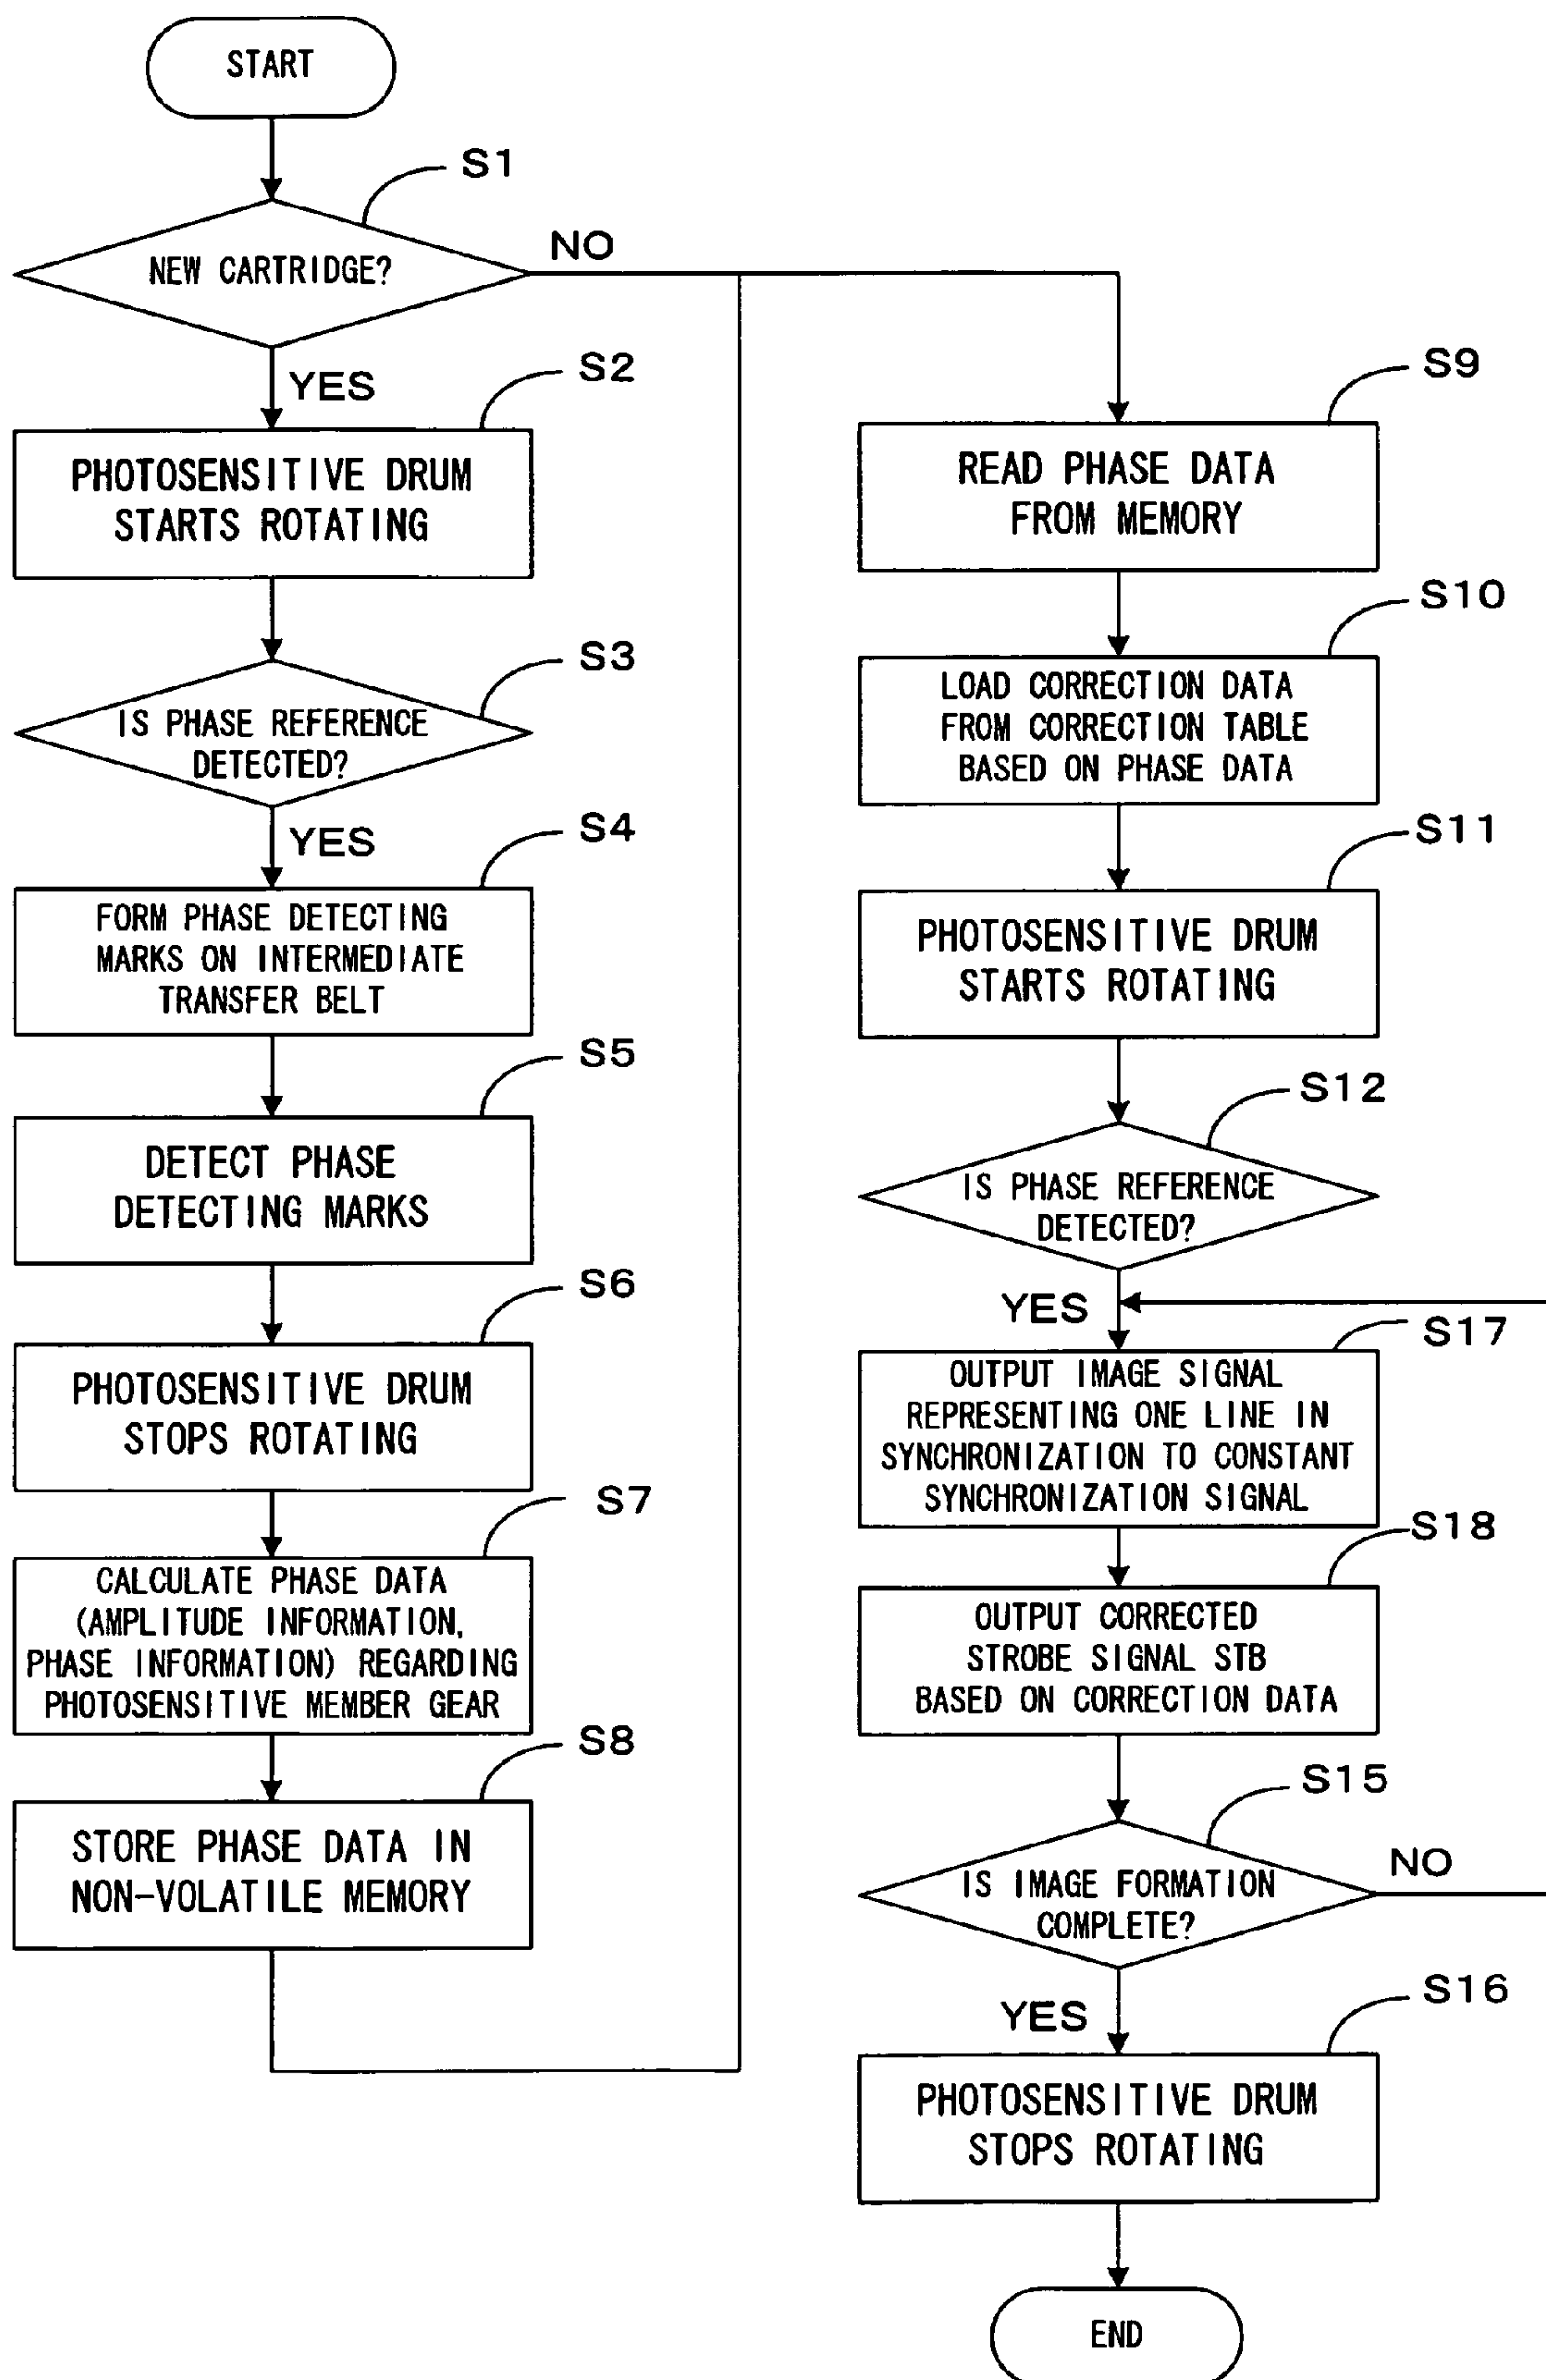 START
S1
NEW CARTRIDGE?
NO
YES
S2
PHOTOSENSITIVE DRUM
STARTS ROTATING
S3
IS PHASE REFERENCE
DETECTED?
YES
S4
FORM PHASE DETECTING
MARKS ON INTERMEDIATE
TRANSFER BELT
S5
DETECT PHASE
DETECTING MARKS
S6
PHOTOSENSITIVE DRUM
STOPS ROTATING
S7
CALCULATE PHASE DATA
(AMPLITUDE INFORMATION,
PHASE INFORMATION) REGARDING
PHOTOSENSITIVE MEMBER GEAR
S8
STORE PHASE DATA IN
NON-VOLATILE MEMORY
S9
READ PHASE DATA
FROM MEMORY
S10
LOAD CORRECTION DATA
FROM CORRECTION TABLE
BASED ON PHASE DATA
S11
PHOTOSENSITIVE DRUM
STARTS ROTATING
S12
IS PHASE REFERENCE
DETECTED?
YES
S17
OUTPUT IMAGE SIGNAL
REPRESENTING ONE LINE IN
SYNCHRONIZATION TO CONSTANT
SYNCHRONIZATION SIGNAL
S18
OUTPUT CORRECTED
STROBE SIGNAL STB
BASED ON CORRECTION DATA
S15
IS IMAGE FORMATION
COMPLETE?
NO
YES
S16
PHOTOSENSITIVE DRUM
STOPS ROTATING
END